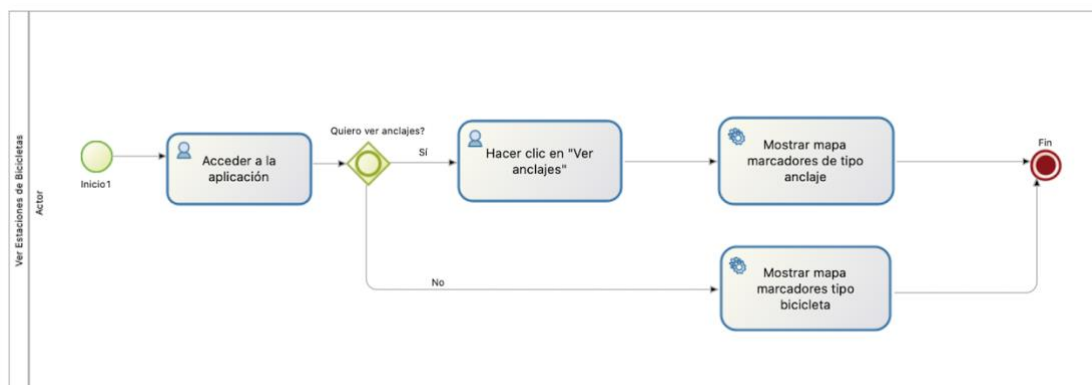 Ver Estaciones de Bicicletas
Actor
Inicio1
Acceder a la
aplicación
Quiero ver anclajes?
Sí
No
Hacer clic en "Ver
anclajes"
Mostrar mapa
marcadores de tipo
anclaje
Mostrar mapa
marcadores tipo
bicicleta
Fin